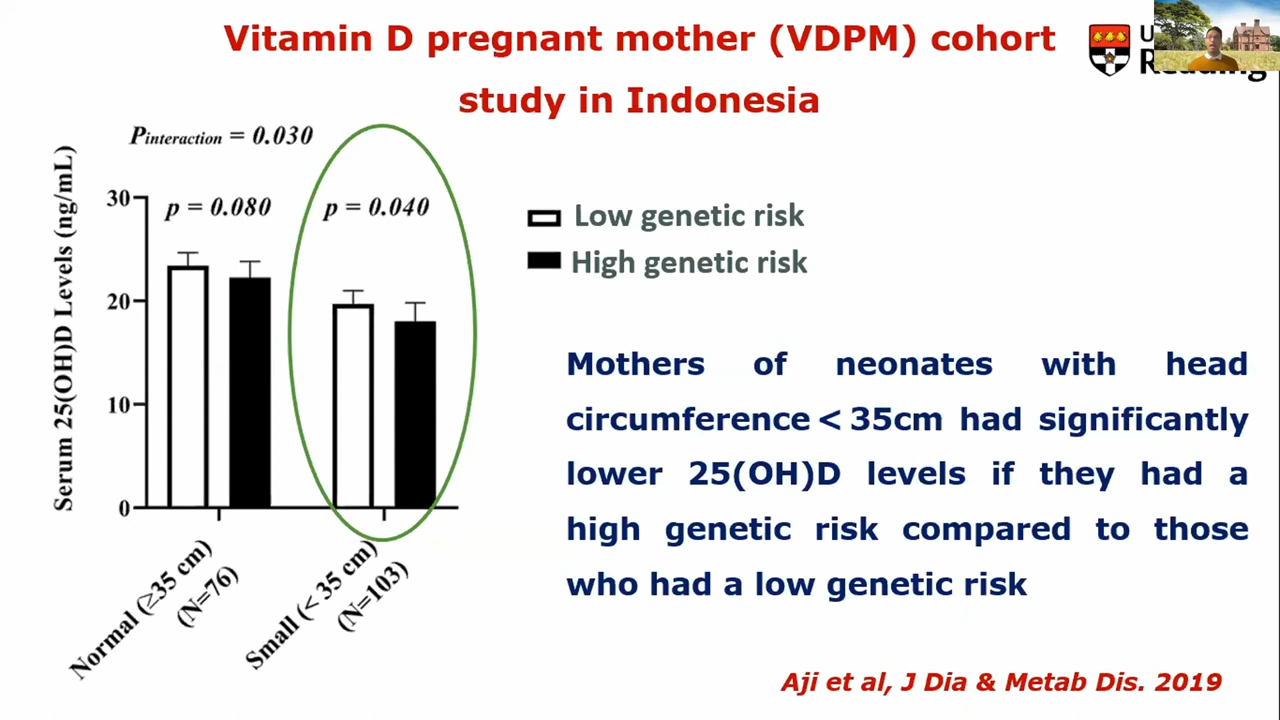 Vitamin D pregnant mother (VDPM) cohort
study in Indonesia
U
Reading
Pinteraction = 0.030
Serum 25(OH)D Levels (ng/mL)
30
20
10
0
p = 0.080
p = 0.040
Normal (≥35 cm)
(N=76)
Small (< 35 cm)
(N=103)
Low genetic risk
High genetic risk
Mothers of neonates with head
circumference < 35cm had significantly
lower 25(OH)D levels if they had a
high genetic risk compared to those
who had a low genetic risk
Aji et al, J Dia & Metab Dis. 2019